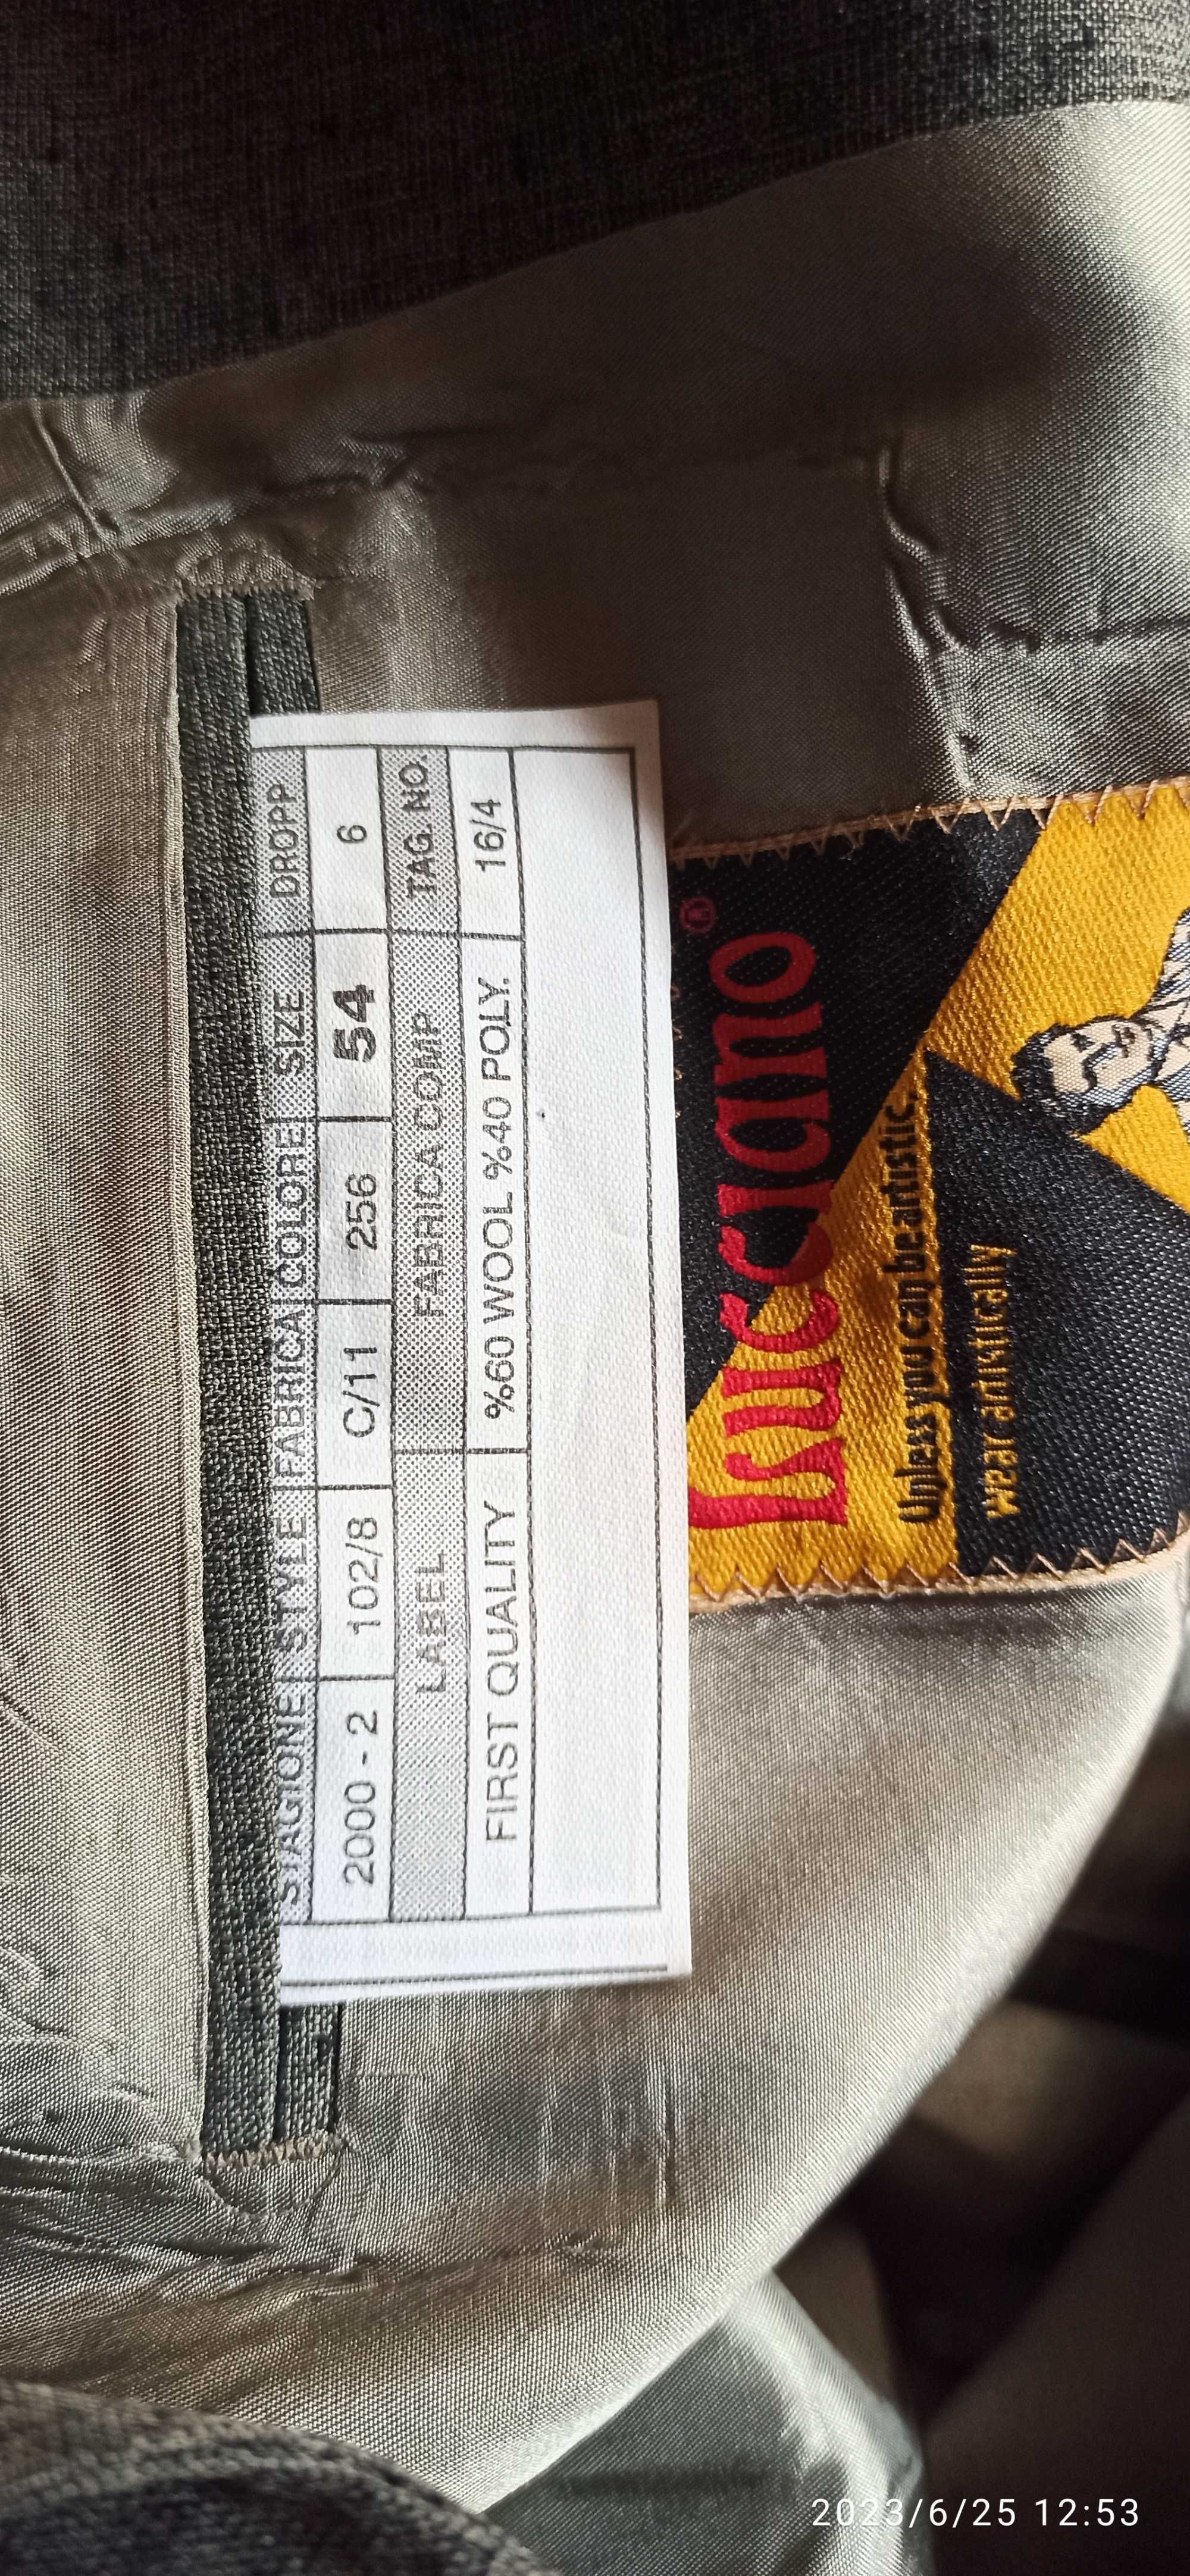 STAGIONE STYLE FABRICA COLORE SIZE DROPP
2000 - 2 102/8 C/11 256 54 6
LABEL FABRICA COMP TAG.NO.
FIRST QUALITY %60 WOOL %40 POLY. 16/4
Luciano ®
Unless you can be artistic,
wear artistically
2023/6/25 12:53